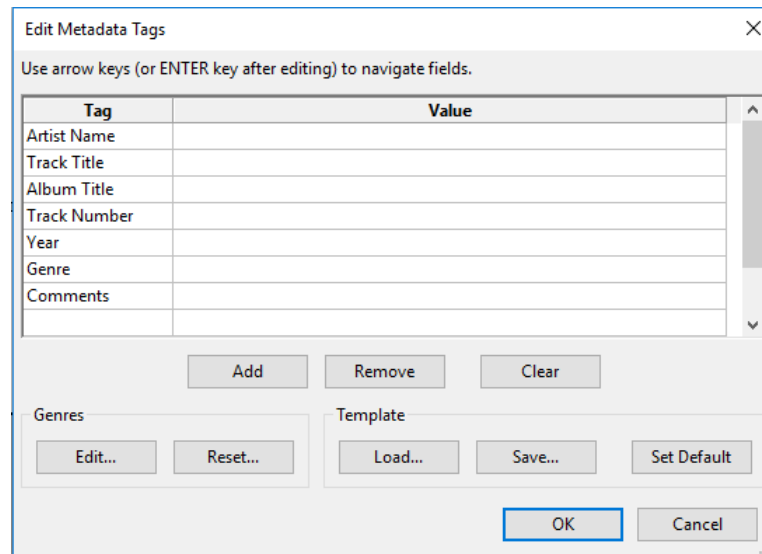 Edit Metadata Tags
Use arrow keys (or ENTER key after editing) to navigate fields.
Tag Value
Artist Name
Track Title
Album Title
Track Number
Year
Genre
Comments
Add Remove Clear
Genres Template
Edit... Reset... Load... Save... Set Default
OK Cancel